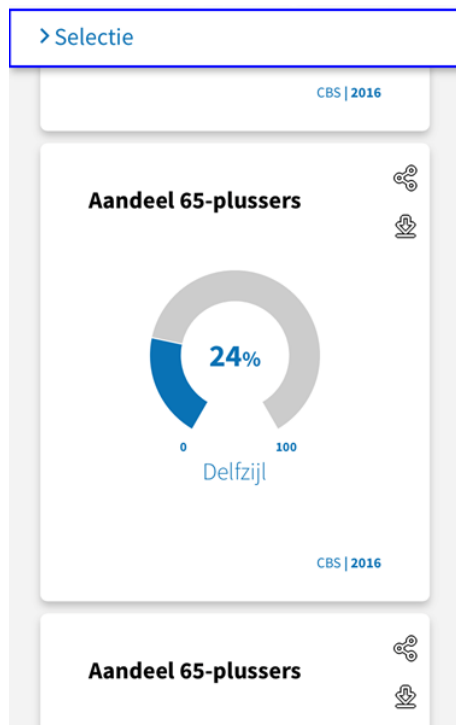 Selectie
CBS | 2016
Aandeel 65-plussers
24%
0 100
Delfzijl
CBS | 2016
Aandeel 65-plussers